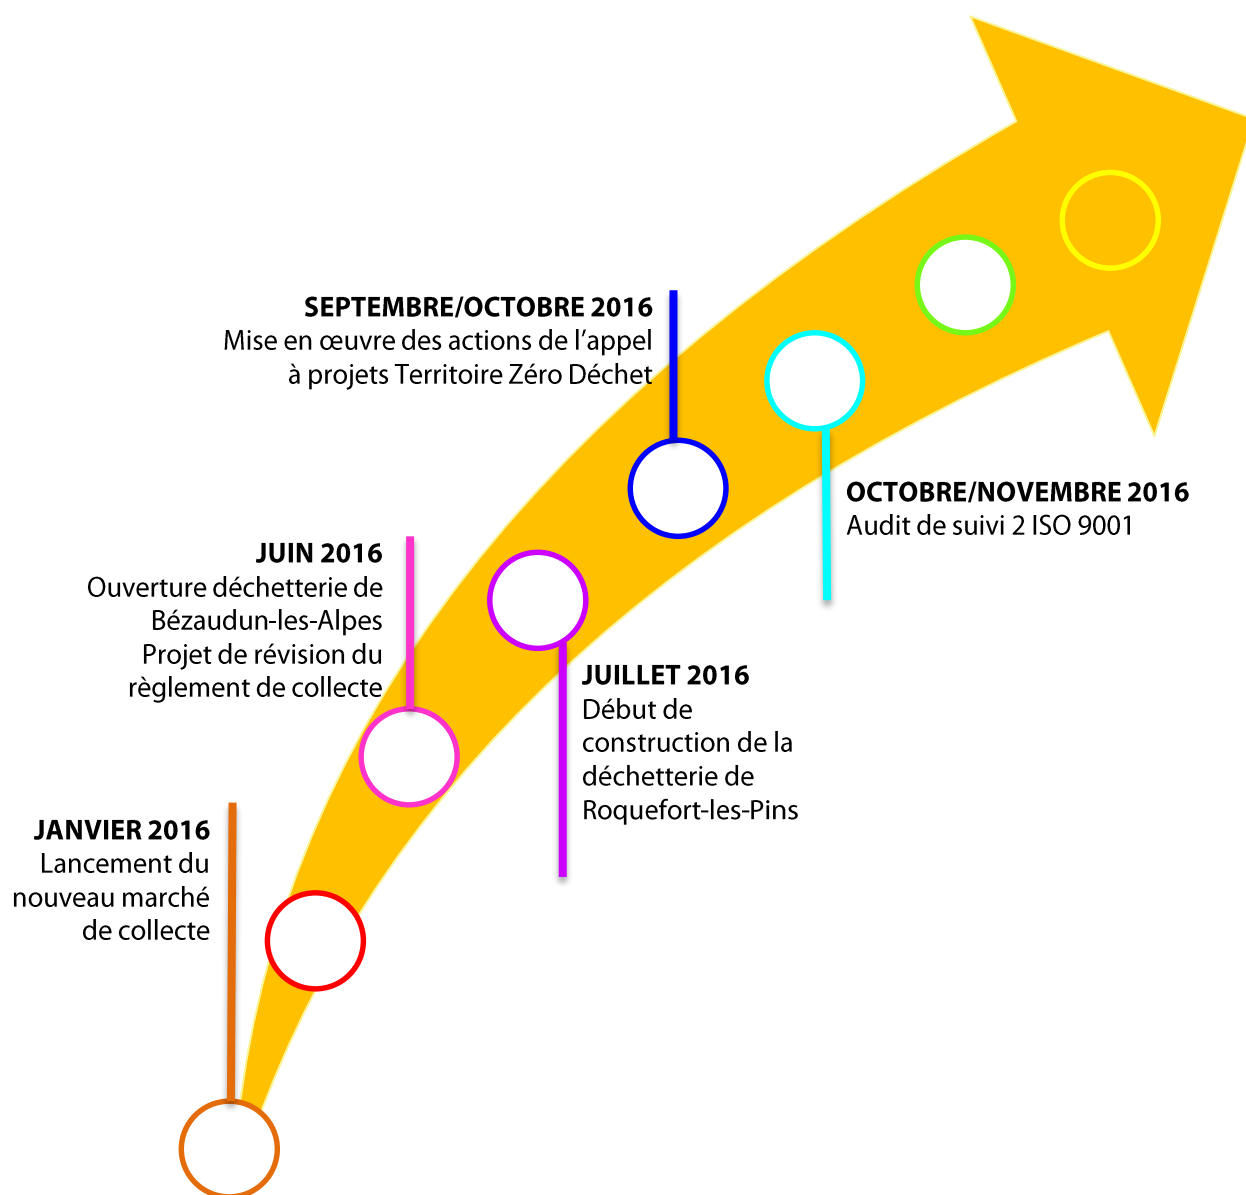 SEPTEMBRE/OCTOBRE 2016
Mise en œuvre des actions de l’appel
à projets Territoire Zéro Déchet
OCTOBRE/NOVEMBRE 2016
Audit de suivi 2 ISO 9001
JUIN 2016
Ouverture déchetterie de
Bézaudun-les-Alpes
Projet de révision du
règlement de collecte
JUILLET 2016
Début de
construction de la
déchetterie de
Roquefort-les-Pins
JANVIER 2016
Lancement du
nouveau marché
de collecte